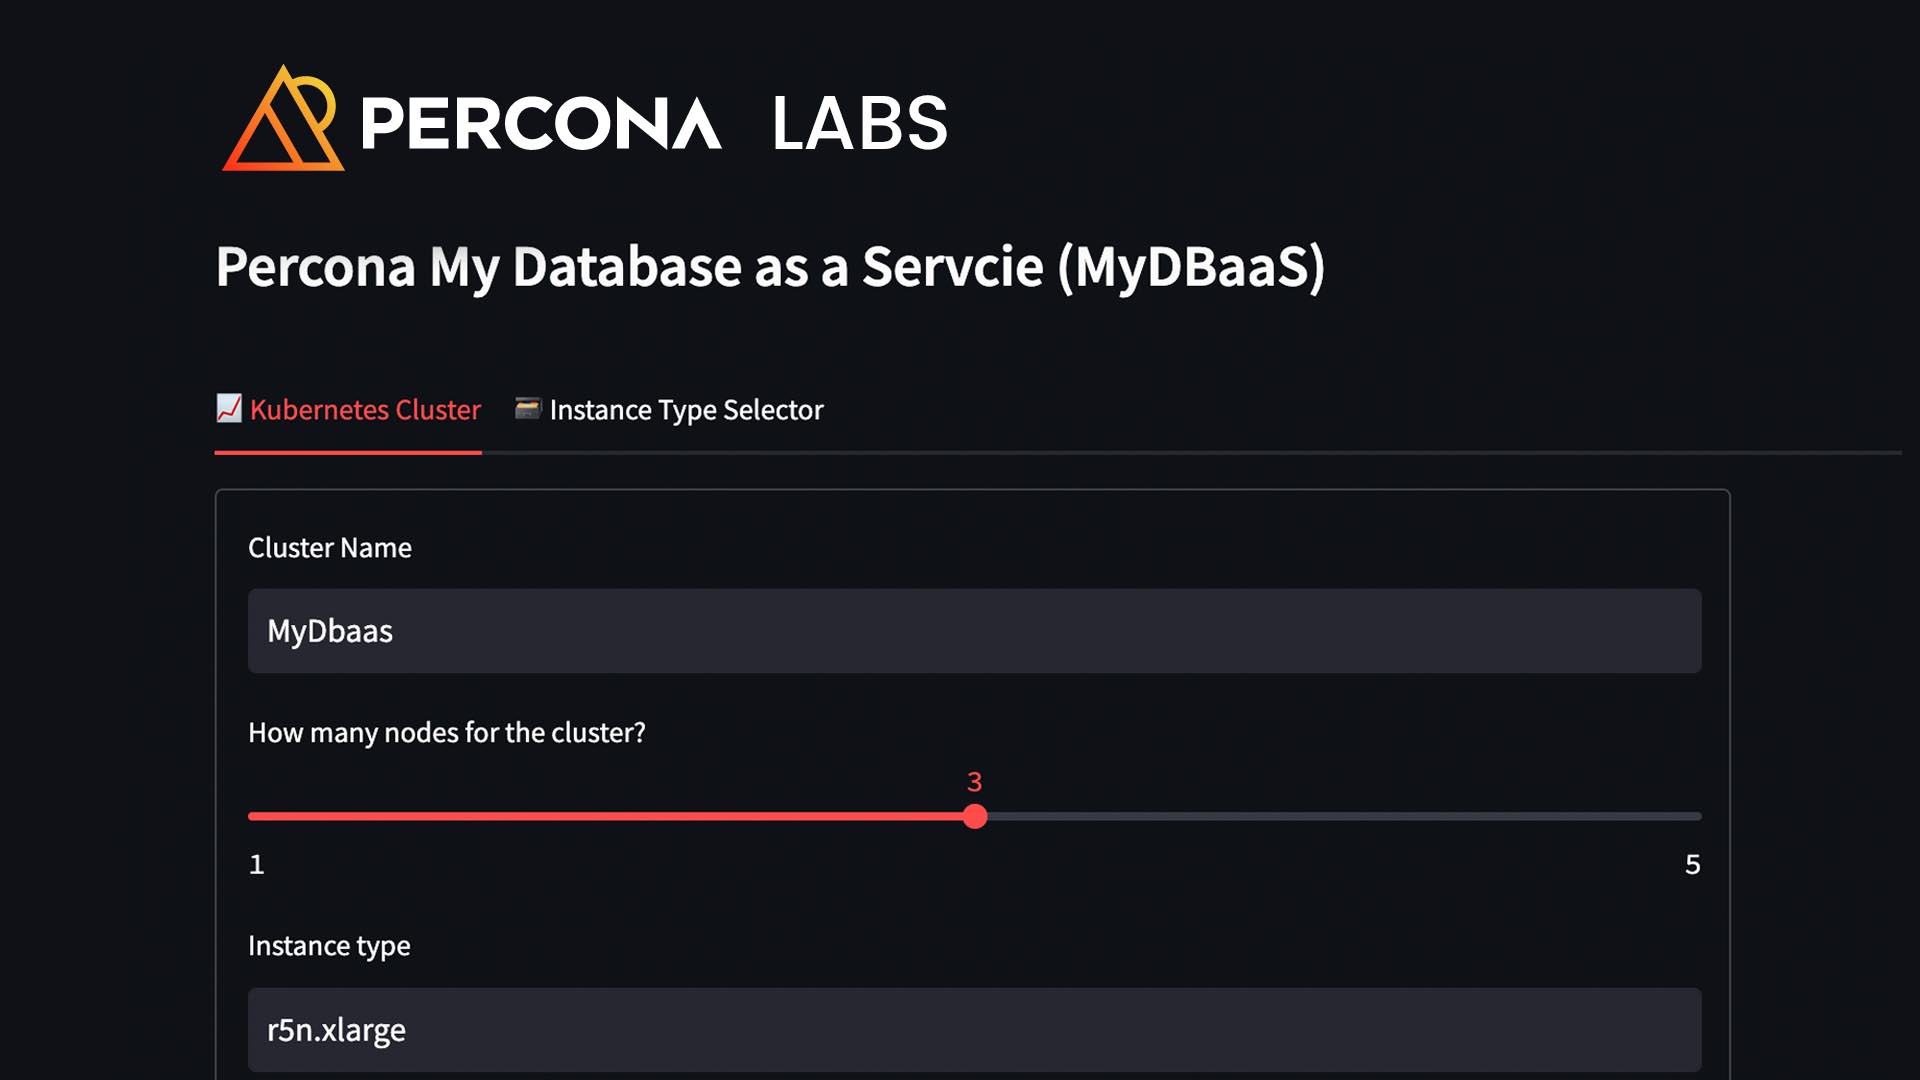 PERCONA LABS
Percona My Database as a Servcie (MyDBaaS)
Kubernetes Cluster Instance Type Selector
Cluster Name
MyDbaas
How many nodes for the cluster?
3
1 5
Instance type
r5n.xlarge